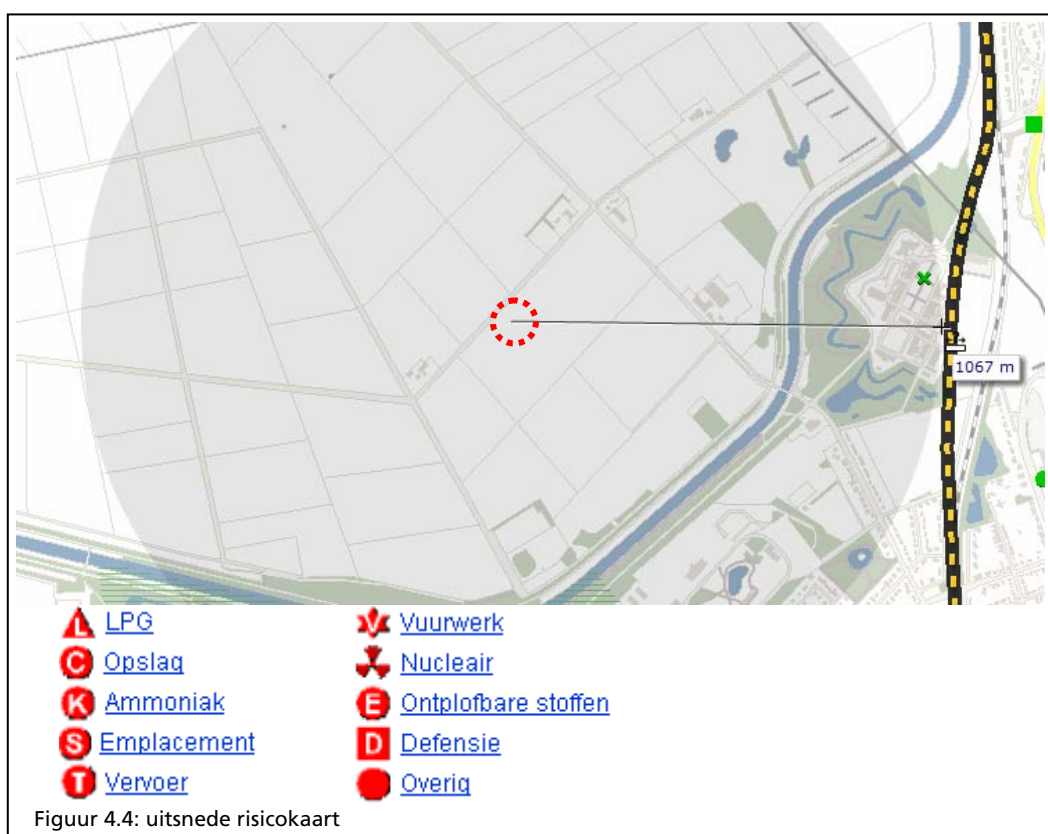 1067 m
LPG
Vuurwerk
Opslag
Nucleair
Ammoniak
Ontplofbare stoffen
Emplacement
Defensie
Vervoer
Overig
L
V
C
K
E
S
D
T
Figuur 4.4: uitsnede risicokaart